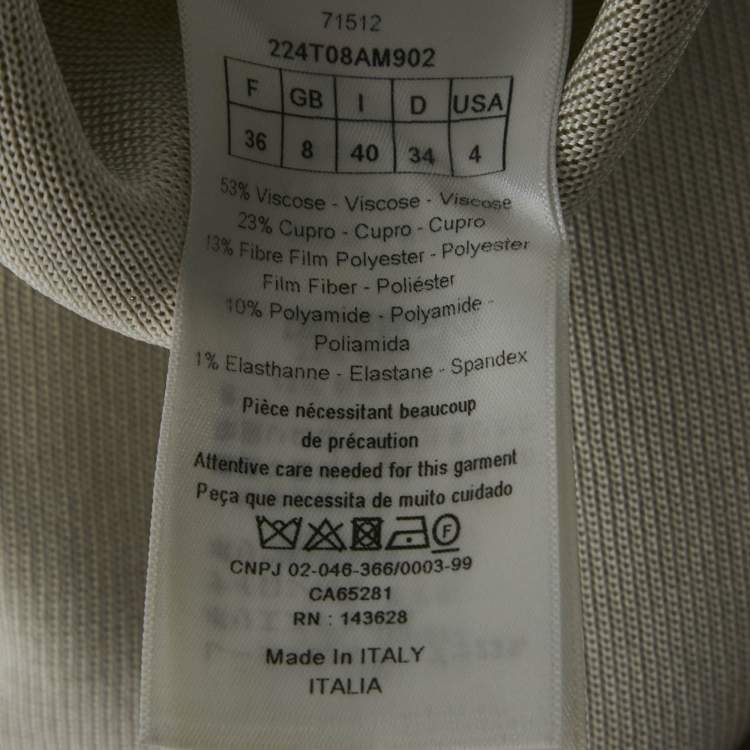 71512
224T08AM902
F GB I D USA
36 8 40 34 4
53% Viscose - Viscose - Viscose
23% Cupro - Cupro - Cupro
13% Fibre Film Polyester - Polyester
Film Fiber - Poliéster
10% Polyamide - Polyamide -
Poliamida
1% Elasthanne - Elastane - Spandex
Pièce nécessitant beaucoup
de précaution
Attentive care needed for this garment
Peça que necessita de muito cuidado
F
CNPJ 02-046-366/0003-99
CA65281
RN : 143628
Made In ITALY
ITALIA